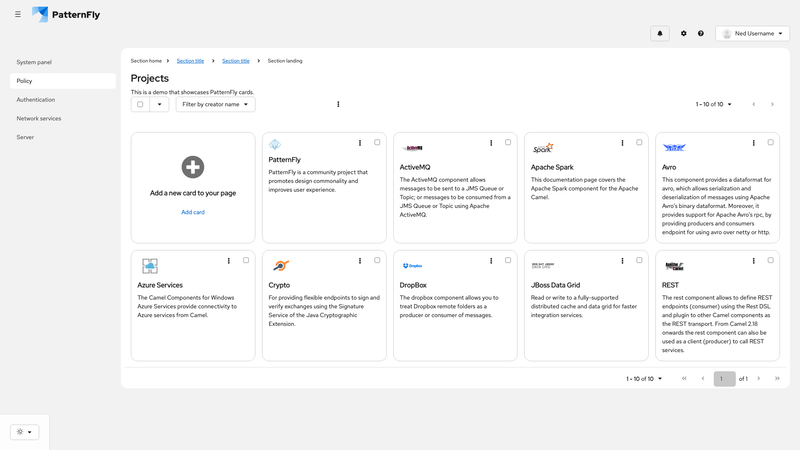 PatternFly
Ned Username
System panel
Policy
Authentication
Network services
Server
Section home
Section title
Section title
Section landing
Projects
This is a demo that showcases PatternFly cards.
Filter by creator name
1 - 10 of 10
Add a new card to your page
Add card
PatternFly
PatternFly is a community project that
promotes design commonality and
improves user experience.
ActiveMQ
ActiveMQ
The ActiveMQ component allows
messages to be sent to a JMS Queue or
Topic; or messages to be consumed from a
JMS Queue or Topic using Apache
ActiveMQ.
Spark
Apache Spark
This documentation page covers the
Apache Spark component for the Apache
Camel.
Avro
This component provides a dataformat for
avro, which allows serialization and
deserialization of messages using Apache
Avro's binary dataformat. Moreover, it
provides support for Apache Avro's rpc, by
providing producers and consumers
endpoint for using avro over netty or http.
Azure Services
The Camel Components for Windows
Azure Services provide connectivity to
Azure services from Camel.
Crypto
For providing flexible endpoints to sign and
verify exchanges using the Signature
Service of the Java Cryptographic
Extension.
Dropbox
DropBox
The dropbox component allows you to
treat Dropbox remote folders as a
producer or consumer of messages.
DATA GRID
JBoss Data Grid
Read or write to a fully-supported
distributed cache and data grid for faster
integration services.
REST
The rest component allows to define REST
endpoints (consumer) using the Rest DSL
and plugin to other Camel components as
the REST transport. From Camel 2.18
onwards the rest component can also be
used as a client (producer) to call REST
services.
1 - 10 of 10
1
of 1